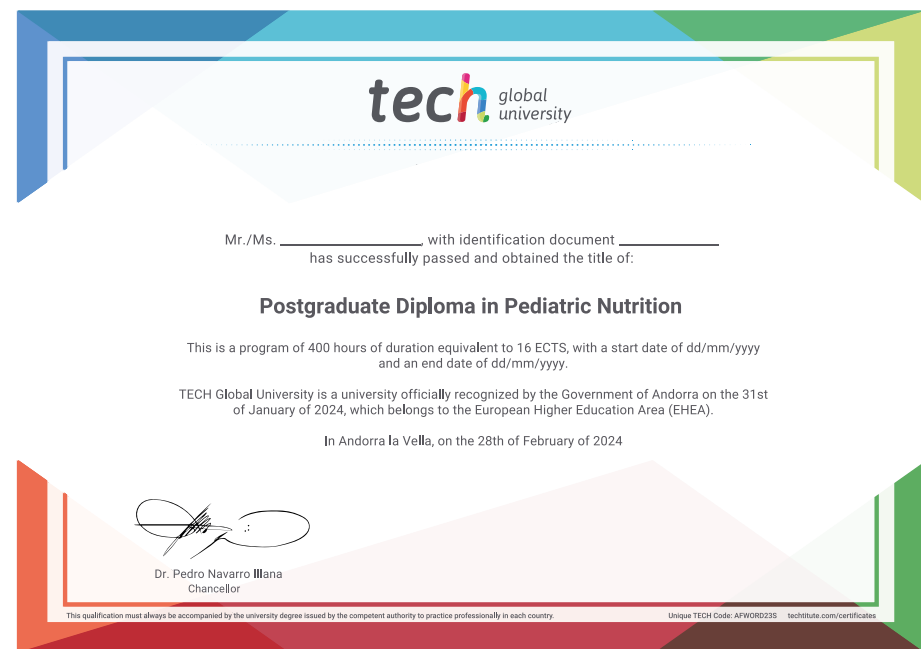 tech global university
Mr./Ms. ____________________, with identification document ______________
has successfully passed and obtained the title of:
Postgraduate Diploma in Pediatric Nutrition
This is a program of 400 hours of duration equivalent to 16 ECTS, with a start date of dd/mm/yyyy
and an end date of dd/mm/yyyy.
TECH Global University is a university officially recognized by the Government of Andorra on the 31st
of January of 2024, which belongs to the European Higher Education Area (EHEA).
In Andorra la Vella, on the 28th of February of 2024
Dr. Pedro Navarro Illana
Chancellor
This qualification must always be accompanied by the university degree issued by the competent authority to practice professionally in each country. Unique TECH Code: AFWORD23S techtitute.com/certificates